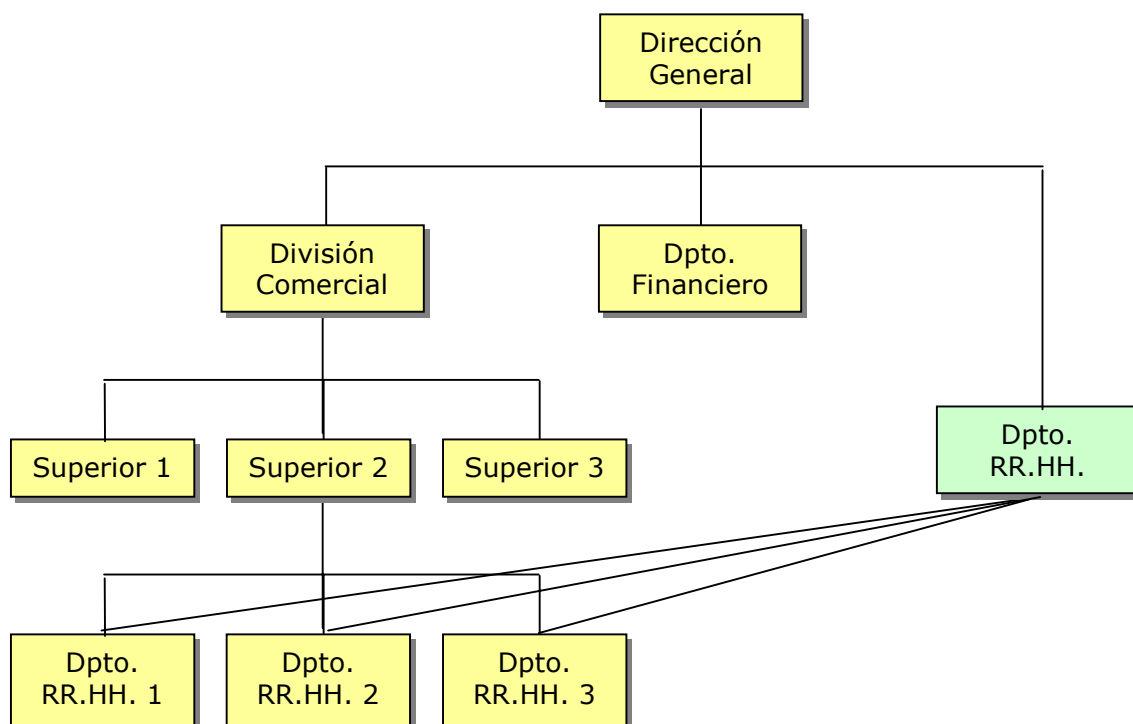 Dirección
General
División
Comercial
Dpto.
Financiero
Dpto.
RR.HH.
Superior 1
Superior 2
Superior 3
Dpto.
RR.HH. 1
Dpto.
RR.HH. 2
Dpto.
RR.HH. 3